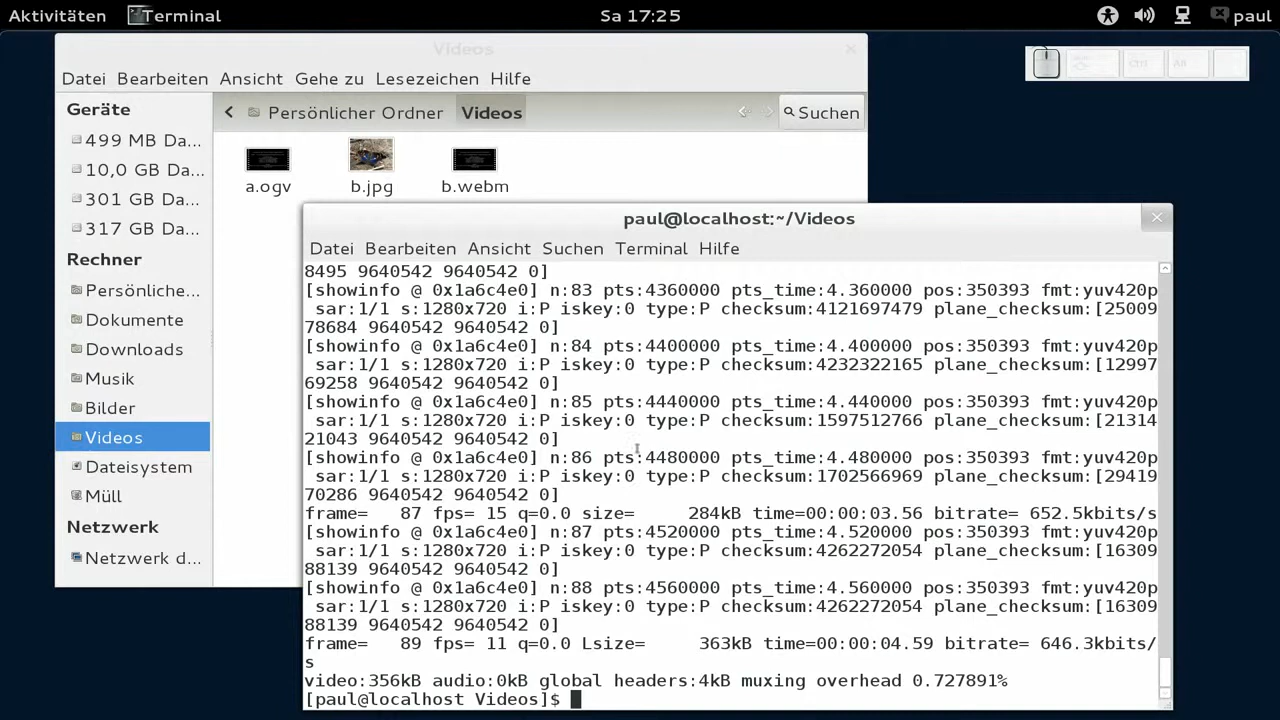 Aktivitäten Terminal Sa 17:25 paul
Videos
Datei Bearbeiten Ansicht Gehe zu Lesezeichen Hilfe
Geräte
499 MB Da...
10,0 GB Da...
301 GB Da...
317 GB Da...
Rechner
Persönliche...
Dokumente
Downloads
Musik
Bilder
Videos
Dateisystem
Müll
Netzwerk
Netzwerk d...
Persönlicher Ordner Videos Suchen
a.ogv b.jpg b.webm
Ctrl Alt
paul@localhost:~/Videos
Datei Bearbeiten Ansicht Suchen Terminal Hilfe
8495 9640542 9640542 0]
[showinfo @ 0x1a6c4e0] n:83 pts:4360000 pts_time:4.360000 pos:350393 fmt:yuv420p
sar:1/1 s:1280x720 i:P iskey:0 type:P checksum:4121697479 plane_checksum:[25009
78684 9640542 9640542 0]
[showinfo @ 0x1a6c4e0] n:84 pts:4400000 pts_time:4.400000 pos:350393 fmt:yuv420p
sar:1/1 s:1280x720 i:P iskey:0 type:P checksum:4232322165 plane_checksum:[12997
69258 9640542 9640542 0]
[showinfo @ 0x1a6c4e0] n:85 pts:4440000 pts_time:4.440000 pos:350393 fmt:yuv420p
sar:1/1 s:1280x720 i:P iskey:0 type:P checksum:1597512766 plane_checksum:[21314
21043 9640542 9640542 0]
[showinfo @ 0x1a6c4e0] n:86 pts:4480000 pts_time:4.480000 pos:350393 fmt:yuv420p
sar:1/1 s:1280x720 i:P iskey:0 type:P checksum:1702566969 plane_checksum:[29419
70286 9640542 9640542 0]
frame=   87 fps= 15 q=0.0 size=     284kB time=00:00:03.56 bitrate= 652.5kbits/s
[showinfo @ 0x1a6c4e0] n:87 pts:4520000 pts_time:4.520000 pos:350393 fmt:yuv420p
sar:1/1 s:1280x720 i:P iskey:0 type:P checksum:4262272054 plane_checksum:[16309
88139 9640542 9640542 0]
[showinfo @ 0x1a6c4e0] n:88 pts:4560000 pts_time:4.560000 pos:350393 fmt:yuv420p
sar:1/1 s:1280x720 i:P iskey:0 type:P checksum:4262272054 plane_checksum:[16309
88139 9640542 9640542 0]
frame=   89 fps= 11 q=0.0 Lsize=     363kB time=00:00:04.59 bitrate= 646.3kbits/
s
video:356kB audio:0kB global headers:4kB muxing overhead 0.727891%
[paul@localhost Videos]$